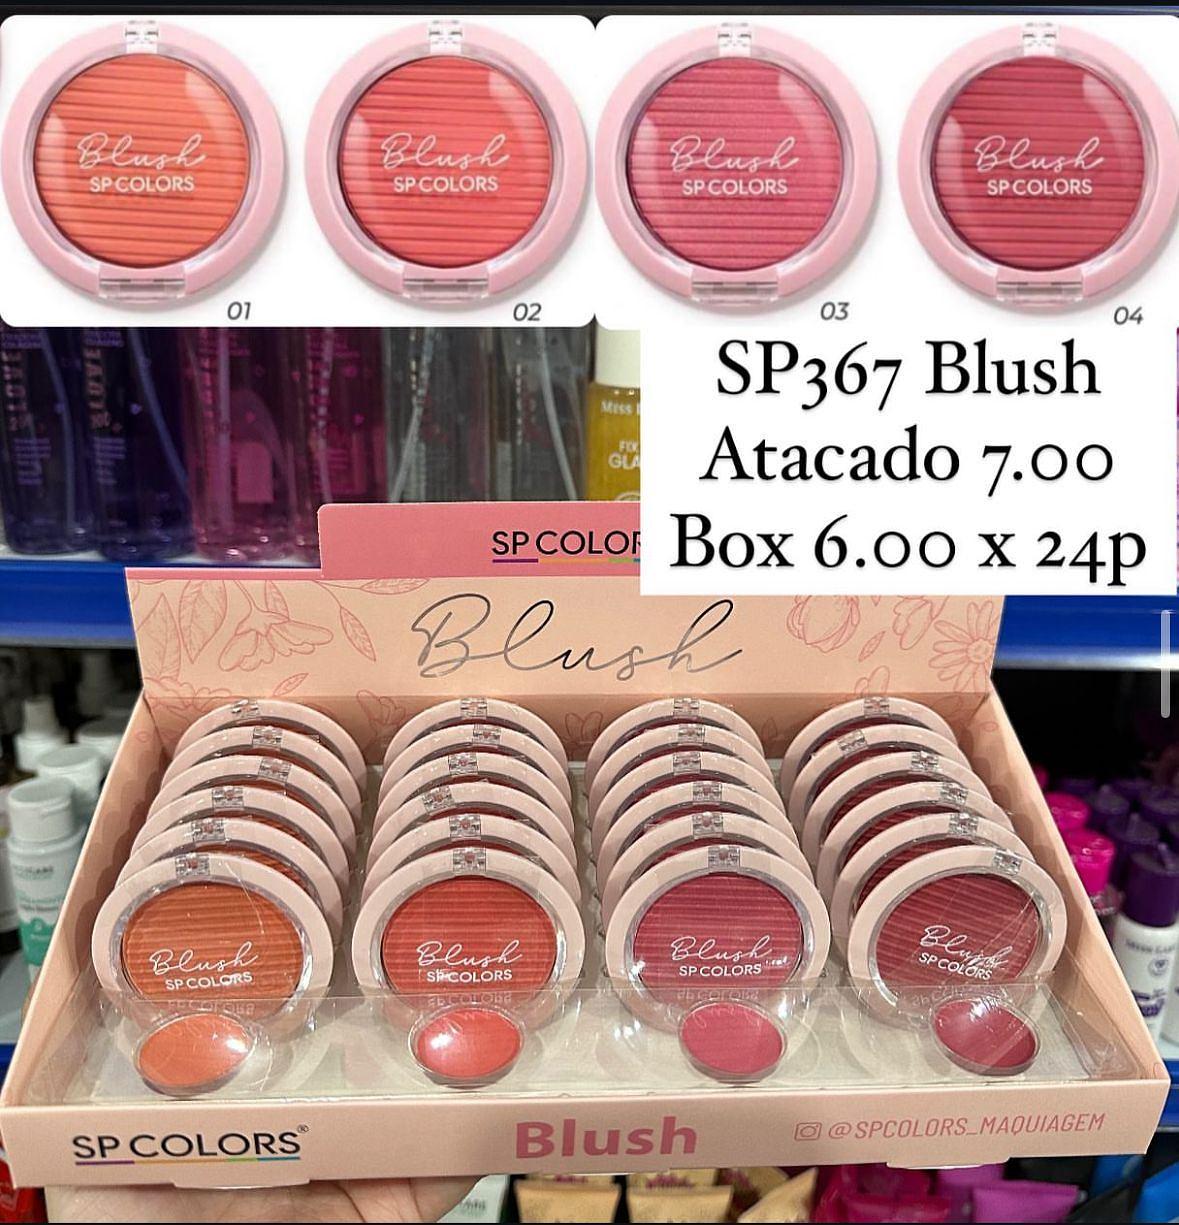 Blush
SP COLORS
01
Blush
SP COLORS
02
Blush
SP COLORS
03
Blush
SP COLORS
04
SP367 Blush
Atacado 7.00
Box 6.00 x 24p
SP COLOR
Blush
Blush
SP COLORS
Blush
SP COLORS
Blush
SP COLORS
Blush
SP COLORS
SP COLORS®
Blush
@SPCOLORS_MAQUIAGEM